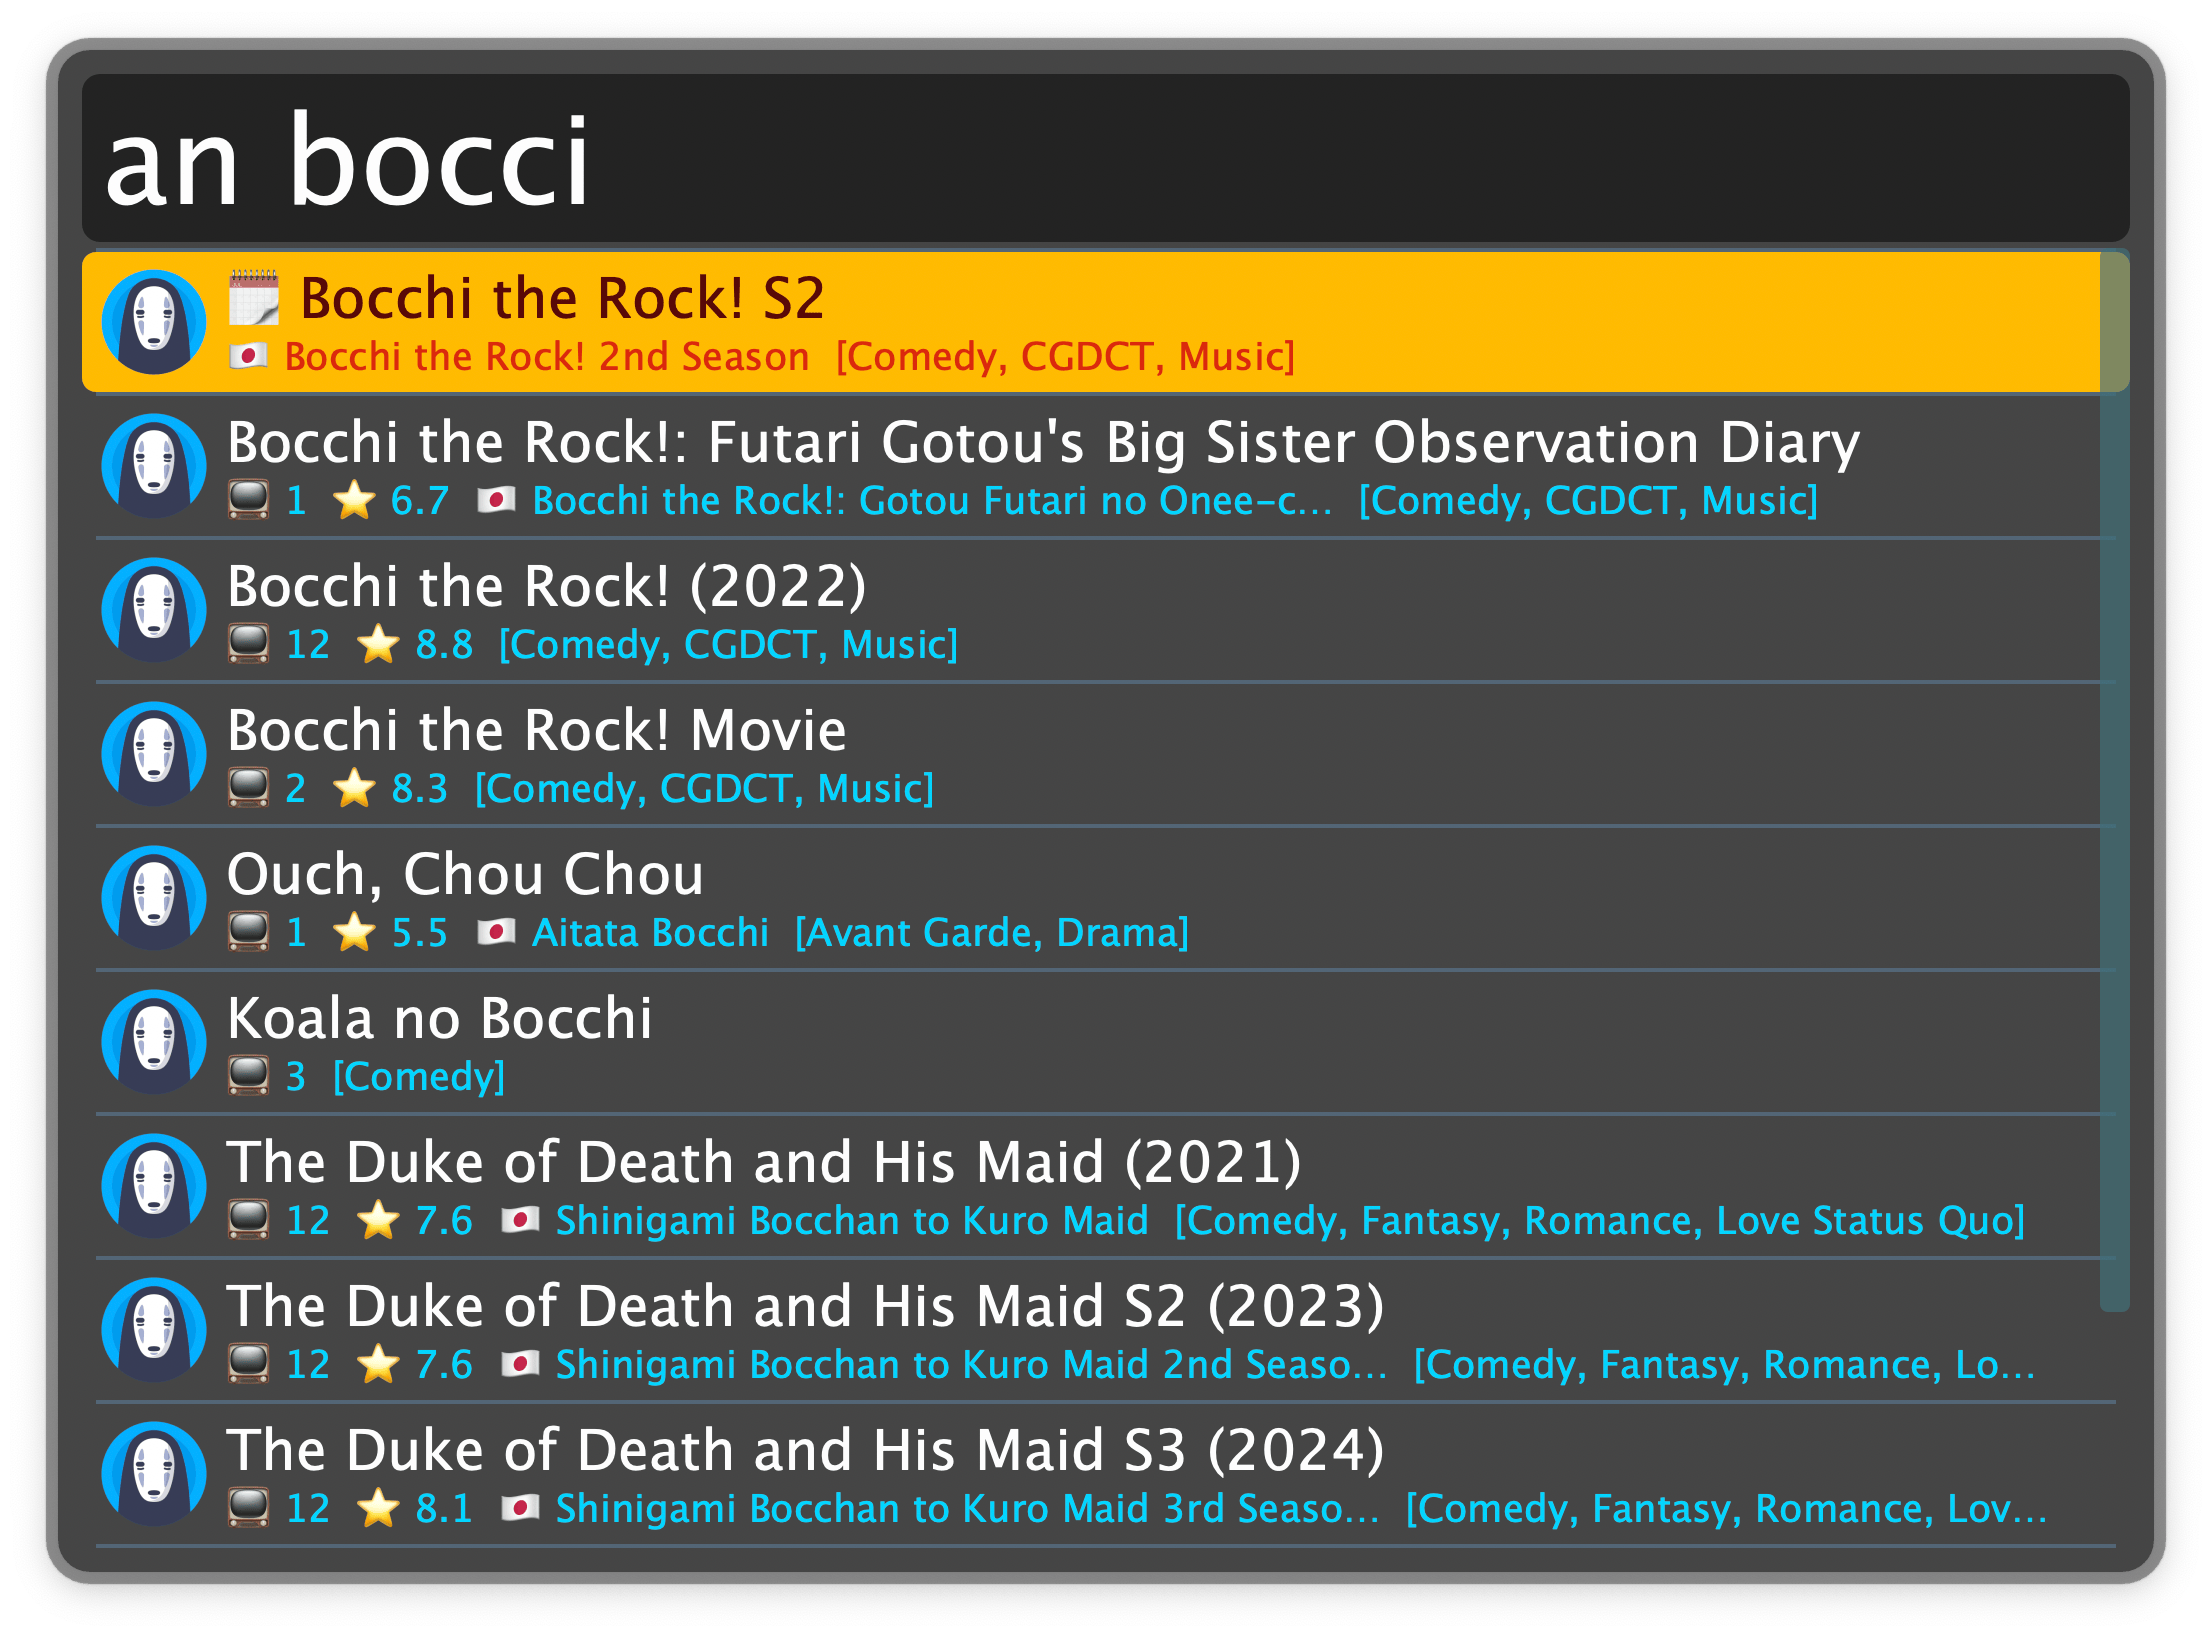 an bocci
🗓 Bocchi the Rock! S2
🇯🇵 Bocchi the Rock! 2nd Season [Comedy, CGDCT, Music]
Bocchi the Rock!: Futari Gotou's Big Sister Observation Diary
📺 1 ⭐ 6.7 🇯🇵 Bocchi the Rock!: Gotou Futari no Onee-c… [Comedy, CGDCT, Music]
Bocchi the Rock! (2022)
📺 12 ⭐ 8.8 [Comedy, CGDCT, Music]
Bocchi the Rock! Movie
📺 2 ⭐ 8.3 [Comedy, CGDCT, Music]
Ouch, Chou Chou
📺 1 ⭐ 5.5 🇯🇵 Aitata Bocchi [Avant Garde, Drama]
Koala no Bocchi
📺 3 [Comedy]
The Duke of Death and His Maid (2021)
📺 12 ⭐ 7.6 🇯🇵 Shinigami Bocchan to Kuro Maid [Comedy, Fantasy, Romance, Love Status Quo]
The Duke of Death and His Maid S2 (2023)
📺 12 ⭐ 7.6 🇯🇵 Shinigami Bocchan to Kuro Maid 2nd Seaso… [Comedy, Fantasy, Romance, Lo…
The Duke of Death and His Maid S3 (2024)
📺 12 ⭐ 8.1 🇯🇵 Shinigami Bocchan to Kuro Maid 3rd Seaso… [Comedy, Fantasy, Romance, Lov…